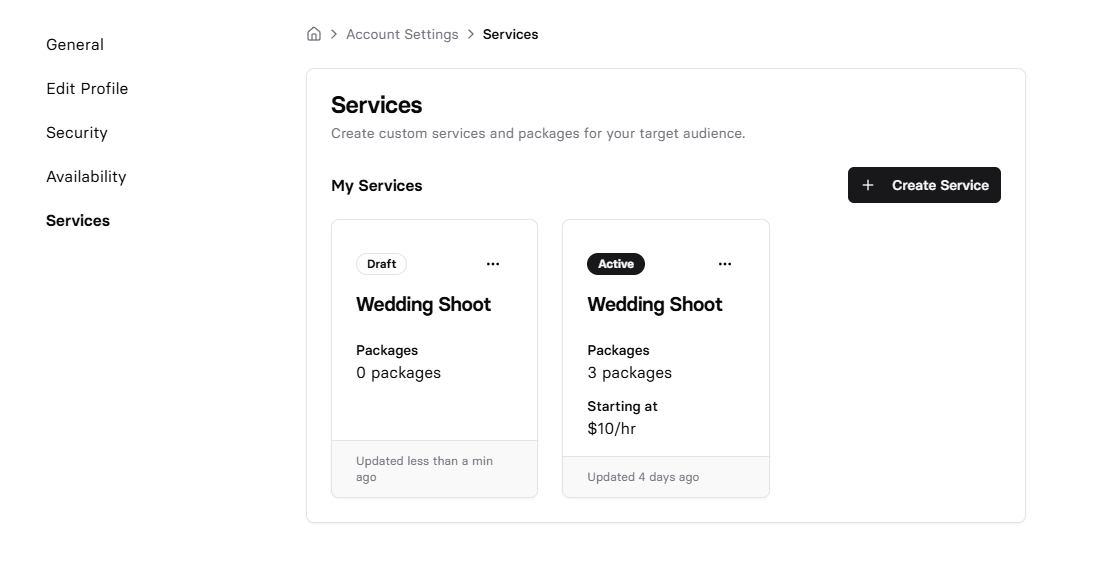 General
Edit Profile
Security
Availability
Services
Account Settings
Services
Services
Create custom services and packages for your target audience.
My Services
Create Service
Draft
Wedding Shoot
Packages
0 packages
Updated less than a min
ago
Active
Wedding Shoot
Packages
3 packages
Starting at
$10/hr
Updated 4 days ago